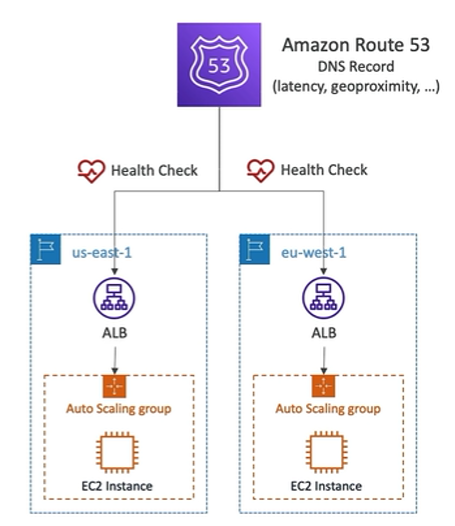 53
Amazon Route 53
DNS Record
(latency, geoproximity, …)
Health Check
Health Check
us-east-1
eu-west-1
ALB
ALB
Auto Scaling group
Auto Scaling group
EC2 Instance
EC2 Instance